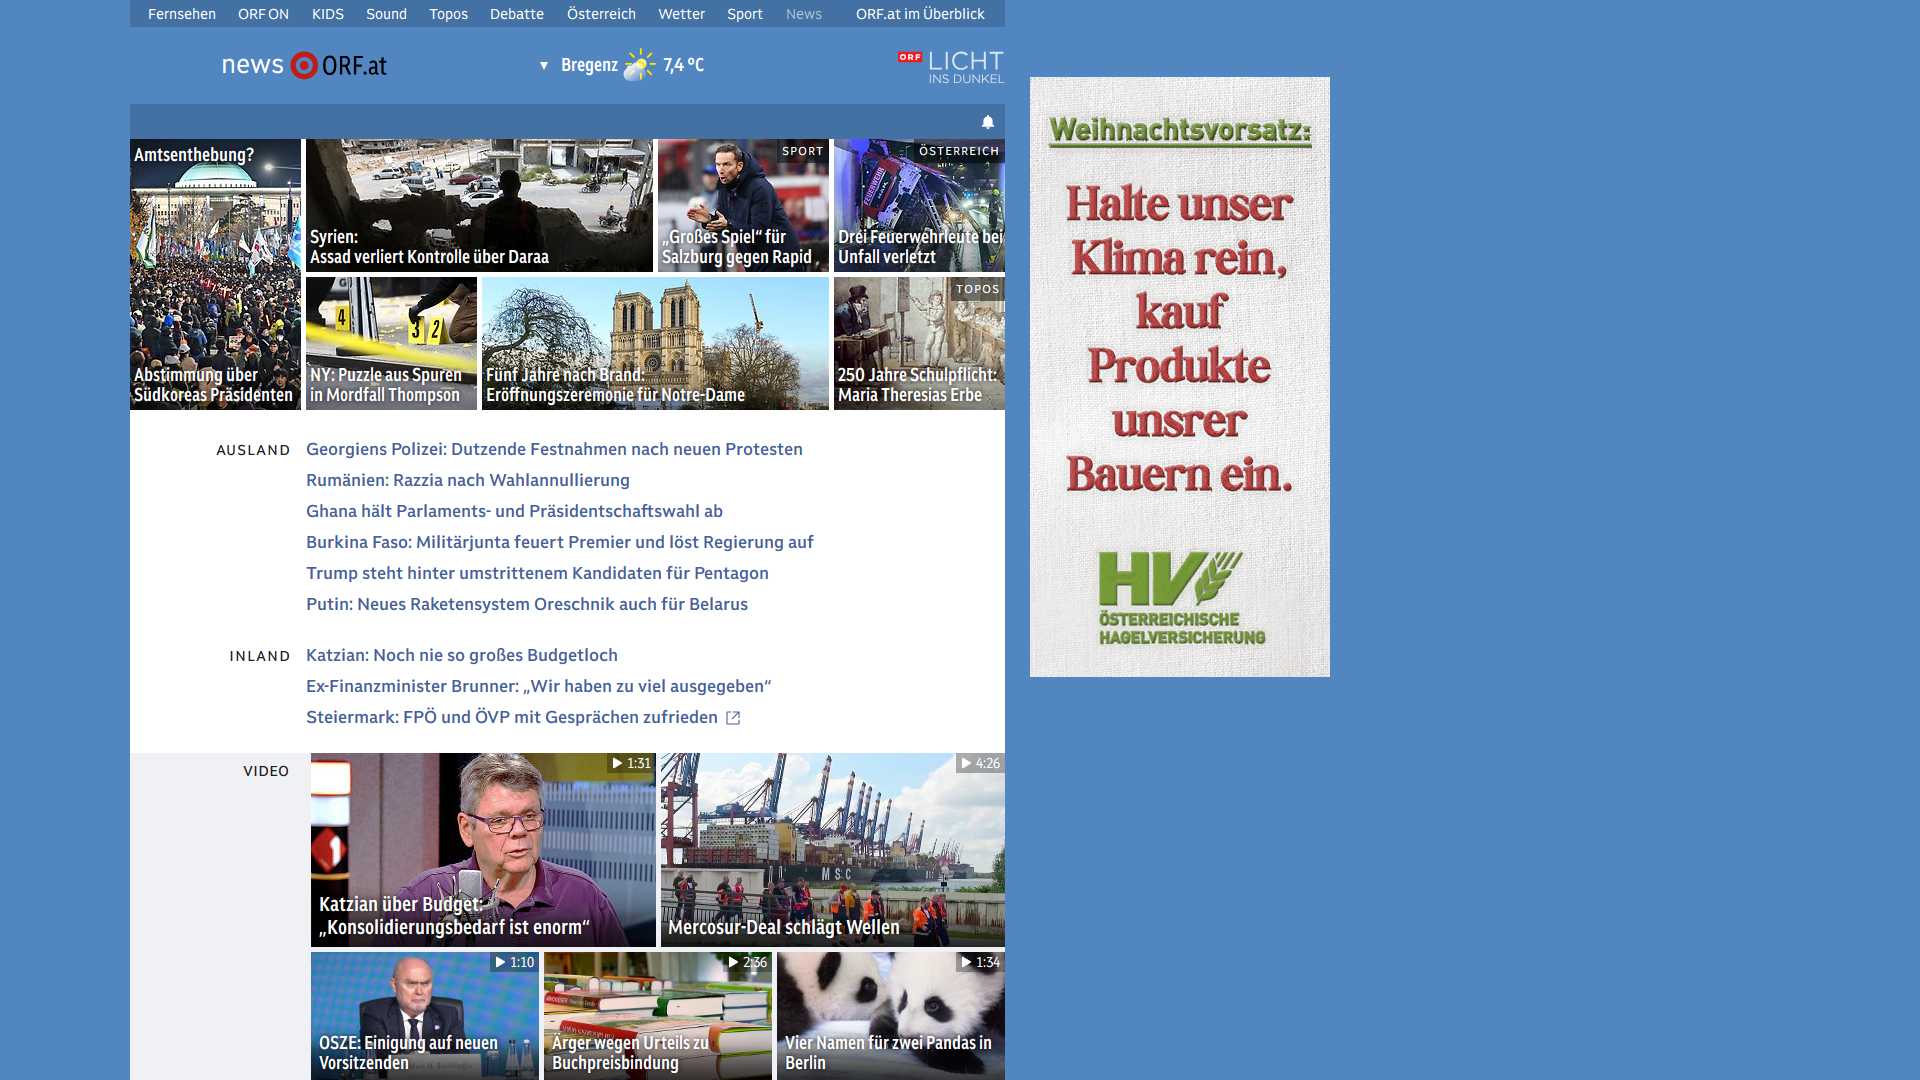 Fernsehen ORF ON KIDS Sound Topos Debatte Österreich Wetter Sport News ORF.at im Überblick
news ORF.at
Bregenz 7,4 °C
ORF LICHT
INS DUNKEL
Amtsenthebung?
Abstimmung über
Südkoreas Präsidenten
Syrien:
Assad verliert Kontrolle über Daraa
SPORT
„Großes Spiel“ für
Salzburg gegen Rapid
ÖSTERREICH
Drei Feuerwehrleute bei
Unfall verletzt
4 3 2
NY: Puzzle aus Spuren
in Mordfall Thompson
Fünf Jahre nach Brand:
Eröffnungszeremonie für Notre-Dame
TOPOS
250 Jahre Schulpflicht:
Maria Theresias Erbe
AUSLAND
Georgiens Polizei: Dutzende Festnahmen nach neuen Protesten
Rumänien: Razzia nach Wahlannullierung
Ghana hält Parlaments- und Präsidentschaftswahl ab
Burkina Faso: Militärjunta feuert Premier und löst Regierung auf
Trump steht hinter umstrittenem Kandidaten für Pentagon
Putin: Neues Raketensystem Oreschnik auch für Belarus
INLAND
Katzian: Noch nie so großes Budgetloch
Ex-Finanzminister Brunner: „Wir haben zu viel ausgegeben“
Steiermark: FPÖ und ÖVP mit Gesprächen zufrieden
VIDEO
1:31
1
Katzian über Budget:
„Konsolidierungsbedarf ist enorm“
4:26
MSC
Mercosur-Deal schlägt Wellen
1:10
OSZE: Einigung auf neuen
Vorsitzenden
2:36
Ärger wegen Urteils zu
Buchpreisbindung
1:34
Vier Namen für zwei Pandas in
Berlin
Weihnachtsvorsatz:
Halte unser
Klima rein,
kauf
Produkte
unsrer
Bauern ein.
HV
ÖSTERREICHISCHE
HAGELVERSICHERUNG